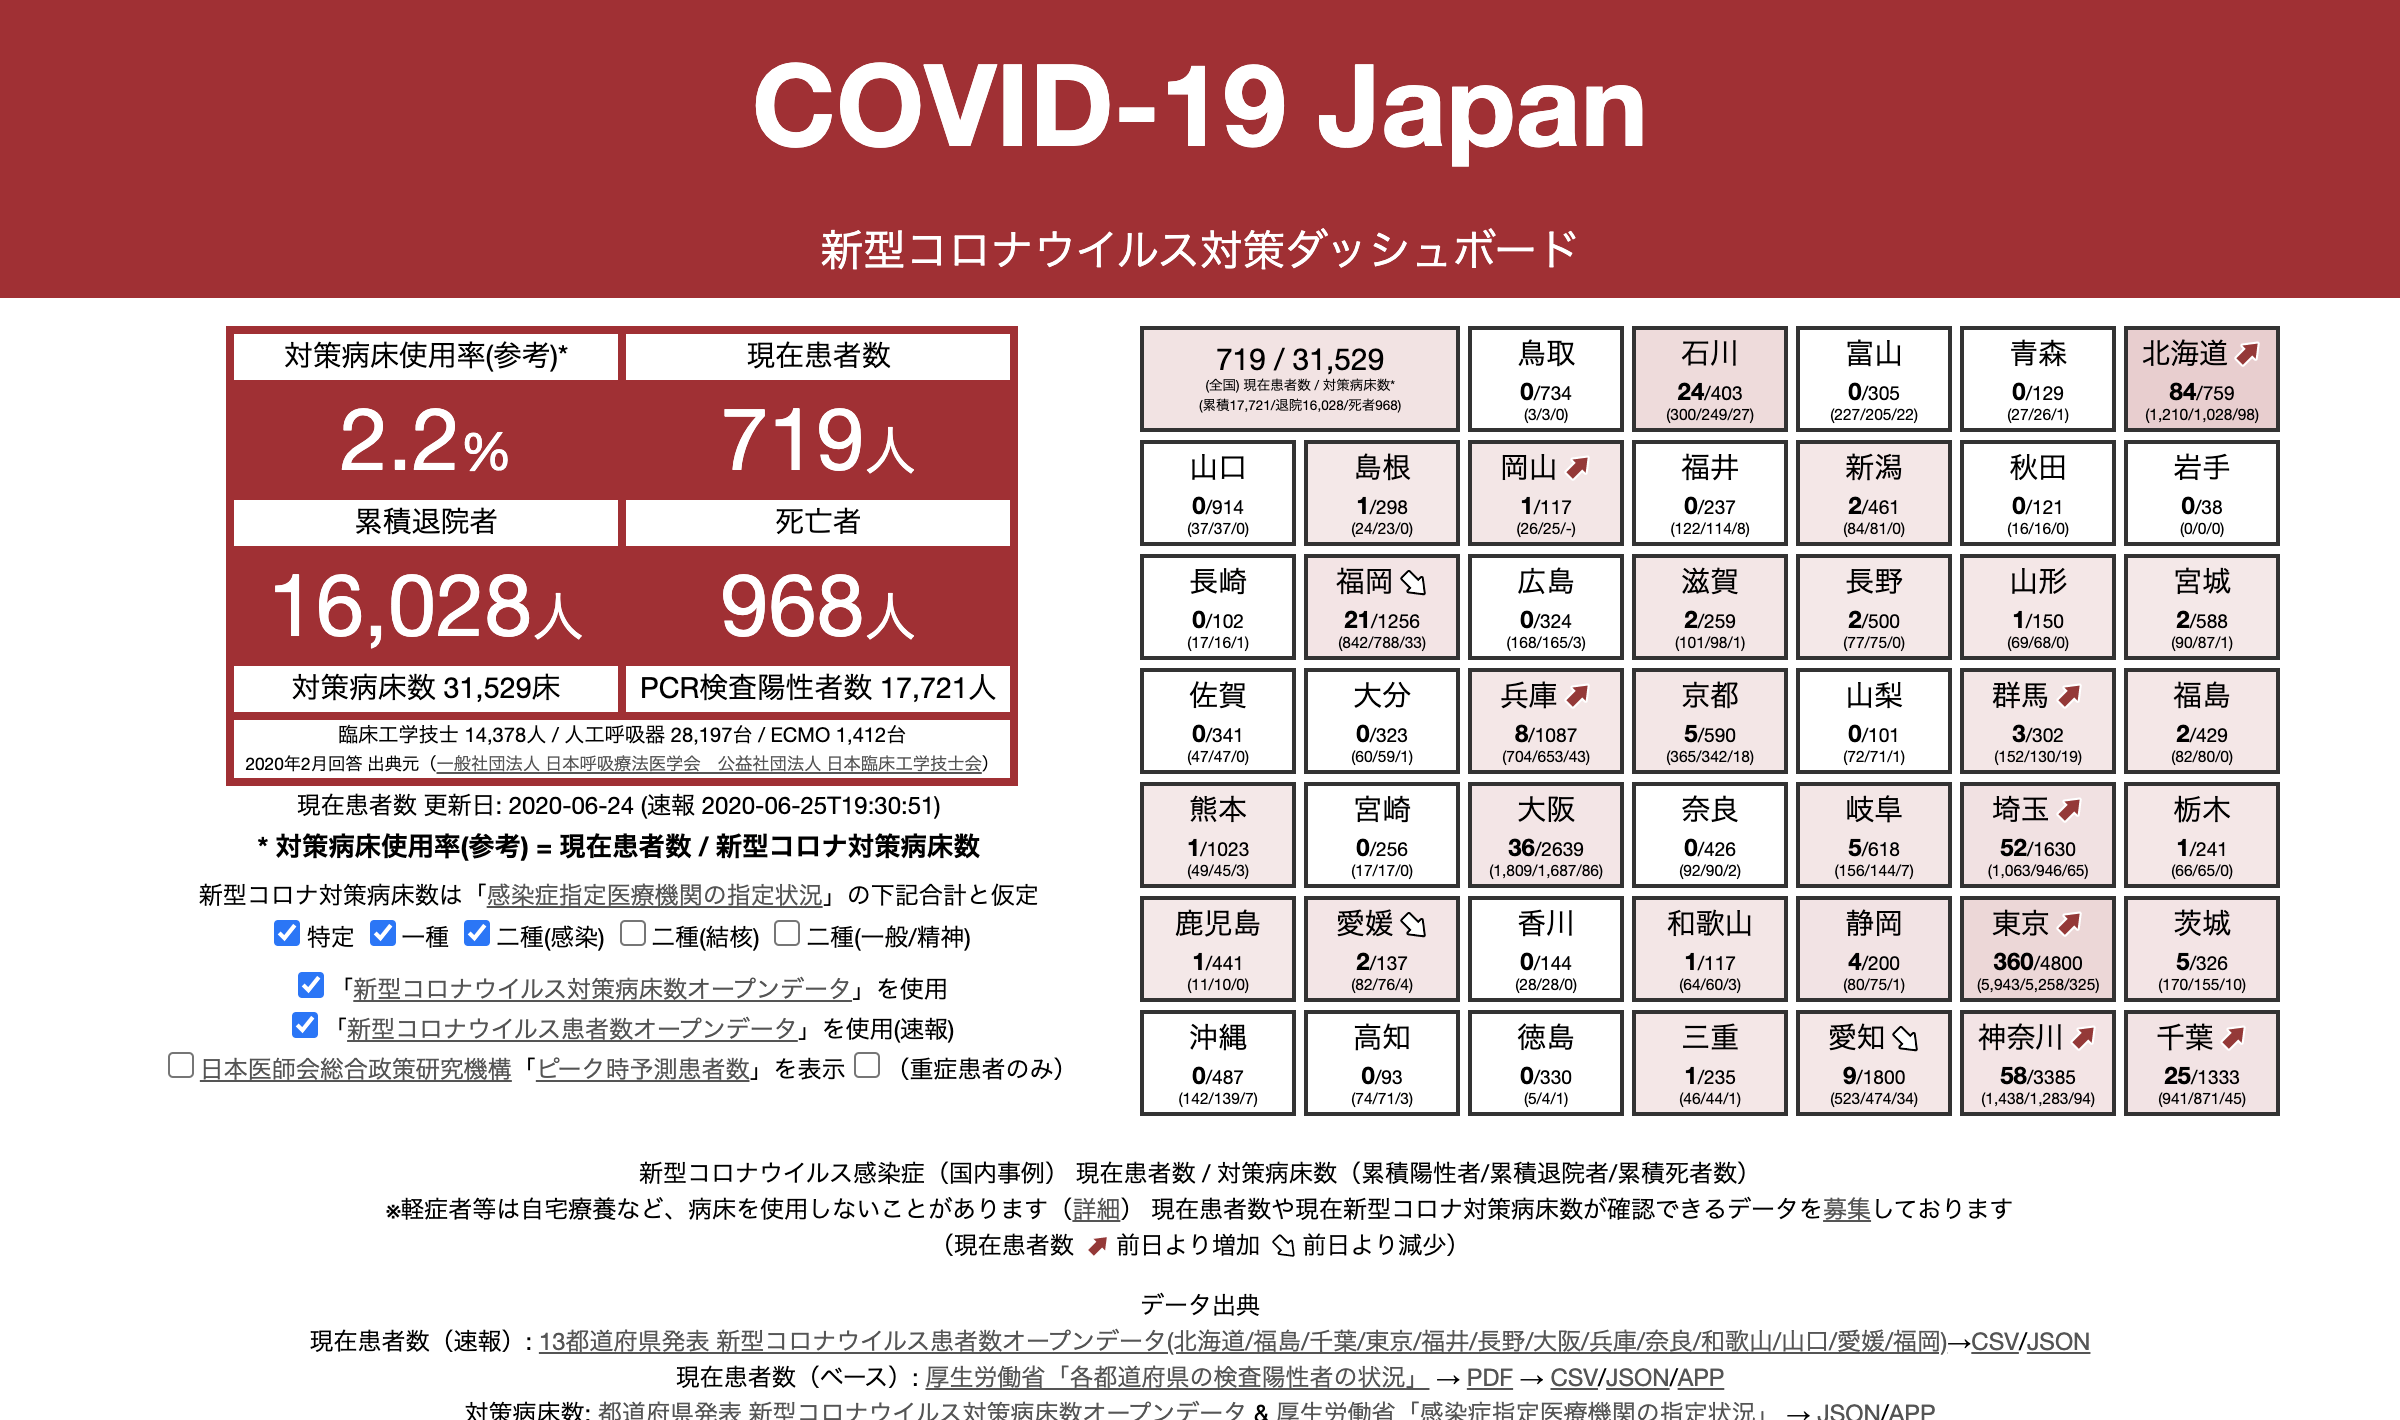 COVID-19 Japan
新型コロナウイルス対策ダッシュボード
対策病床使用率(参考)* 現在患者数
2.2% 719人
累積退院者 死亡者
16,028人 968人
対策病床数 31,529床 PCR検査陽性者数 17,721人
臨床工学技士 14,378人 / 人工呼吸器 28,197台 / ECMO 1,412台
2020年2月回答 出典元（一般社団法人 日本呼吸療法医学会　公益社団法人 日本臨床工学技士会）
現在患者数 更新日: 2020-06-24 (速報 2020-06-25T19:30:51)
* 対策病床使用率(参考) = 現在患者数 / 新型コロナ対策病床数
新型コロナ対策病床数は「感染症指定医療機関の指定状況」の下記合計と仮定
特定 一種 二種(感染) 二種(結核) 二種(一般/精神)
「新型コロナウイルス対策病床数オープンデータ」を使用
「新型コロナウイルス患者数オープンデータ」を使用(速報)
日本医師会総合政策研究機構「ピーク時予測患者数」を表示 （重症患者のみ）
719 / 31,529
(全国) 現在患者数 / 対策病床数*
(累積17,721/退院16,028/死者968)
鳥取 石川 富山 青森 北海道
0/734 24/403 0/305 0/129 84/759
(3/3/0) (300/249/27) (227/205/22) (27/26/1) (1,210/1,028/98)
山口 島根 岡山 福井 新潟 秋田 岩手
0/914 1/298 1/117 0/237 2/461 0/121 0/38
(37/37/0) (24/23/0) (26/25/-) (122/114/8) (84/81/0) (16/16/0) (0/0/0)
長崎 福岡 広島 滋賀 長野 山形 宮城
0/102 21/1256 0/324 2/259 2/500 1/150 2/588
(17/16/1) (842/788/33) (168/165/3) (101/98/1) (77/75/0) (69/68/0) (90/87/1)
佐賀 大分 兵庫 京都 山梨 群馬 福島
0/341 0/323 8/1087 5/590 0/101 3/302 2/429
(47/47/0) (60/59/1) (704/653/43) (365/342/18) (72/71/1) (152/130/19) (82/80/0)
熊本 宮崎 大阪 奈良 岐阜 埼玉 栃木
1/1023 0/256 36/2639 0/426 5/618 52/1630 1/241
(49/45/3) (17/17/0) (1,809/1,687/86) (92/90/2) (156/144/7) (1,063/946/65) (66/65/0)
鹿児島 愛媛 香川 和歌山 静岡 東京 茨城
1/441 2/137 0/144 1/117 4/200 360/4800 5/326
(11/10/0) (82/76/4) (28/28/0) (64/60/3) (80/75/1) (5,943/5,258/325) (170/155/10)
沖縄 高知 徳島 三重 愛知 神奈川 千葉
0/487 0/93 0/330 1/235 9/1800 58/3385 25/1333
(142/139/7) (74/71/3) (5/4/1) (46/44/1) (523/474/34) (1,438/1,283/94) (941/871/45)
新型コロナウイルス感染症（国内事例） 現在患者数 / 対策病床数（累積陽性者/累積退院者/累積死者数）
※軽症者等は自宅療養など、病床を使用しないことがあります（詳細） 現在患者数や現在新型コロナ対策病床数が確認できるデータを募集しております
（現在患者数 前日より増加 前日より減少）
データ出典
現在患者数（速報）: 13都道府県発表 新型コロナウイルス患者数オープンデータ(北海道/福島/千葉/東京/福井/長野/大阪/兵庫/奈良/和歌山/山口/愛媛/福岡)→CSV/JSON
現在患者数（ベース）: 厚生労働省「各都道府県の検査陽性者の状況」 → PDF → CSV/JSON/APP
対策病床数: 都道府県発表 新型コロナウイルス対策病床数オープンデータ & 厚生労働省「感染症指定医療機関の指定状況」 → JSON/APP